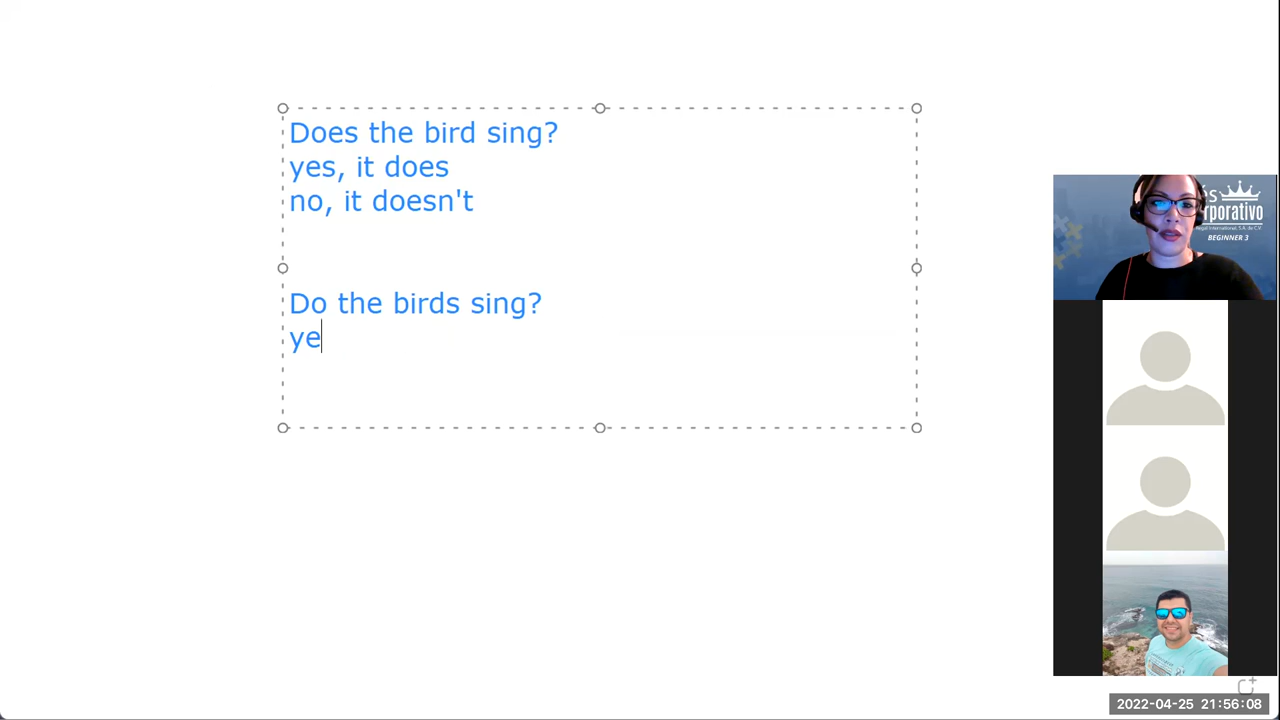 Does the bird sing?
yes, it does
no, it doesn't
Do the birds sing?
ye
rporativo
BEGINNER 3
2022-04-25 21:56:08